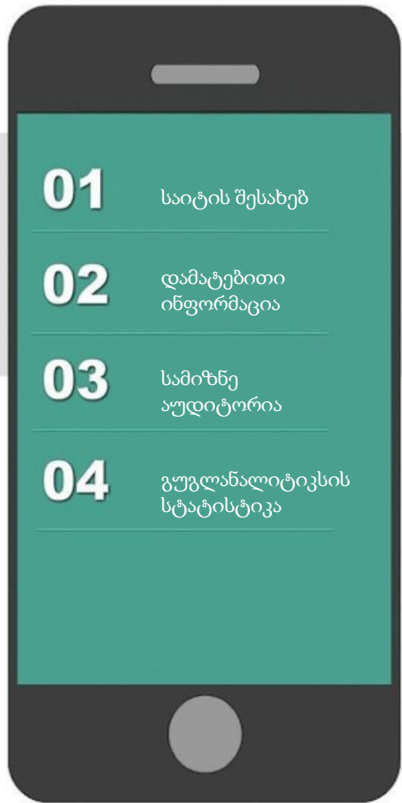 01
საიტის შესახებ
02
დამატებითი
ინფორმაცია
03
სამიზნე
აუდიტორია
04
გუგლანალიტიკსის
სტატისტიკა